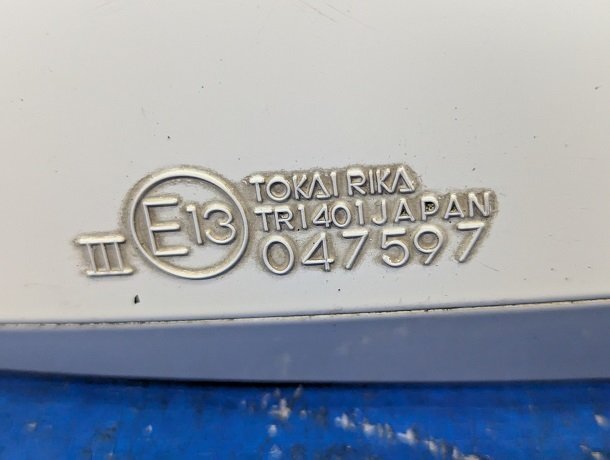 TOKAI RIKA
III E13 TR1401 JAPAN
047597